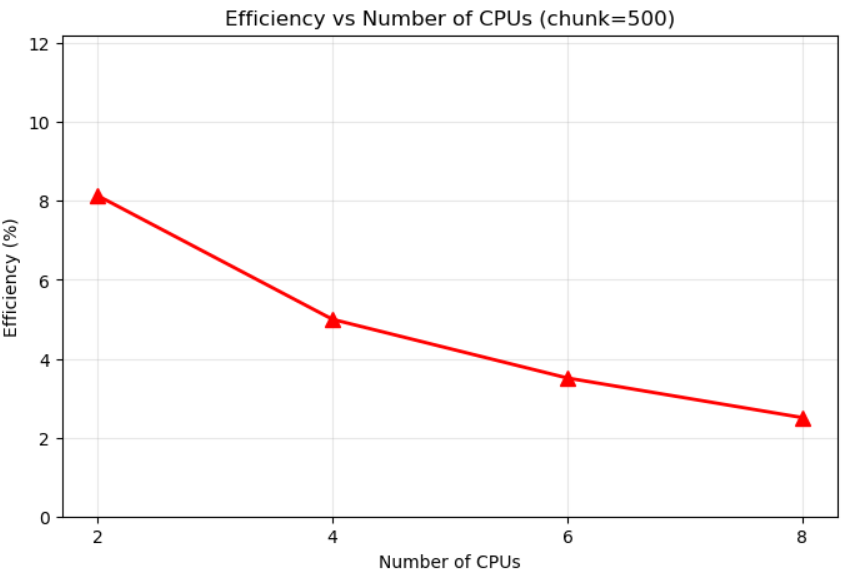 Efficiency vs Number of CPUs (chunk=500)
Efficiency (%)
12
10
8
6
4
2
0
2 4 6 8
Number of CPUs